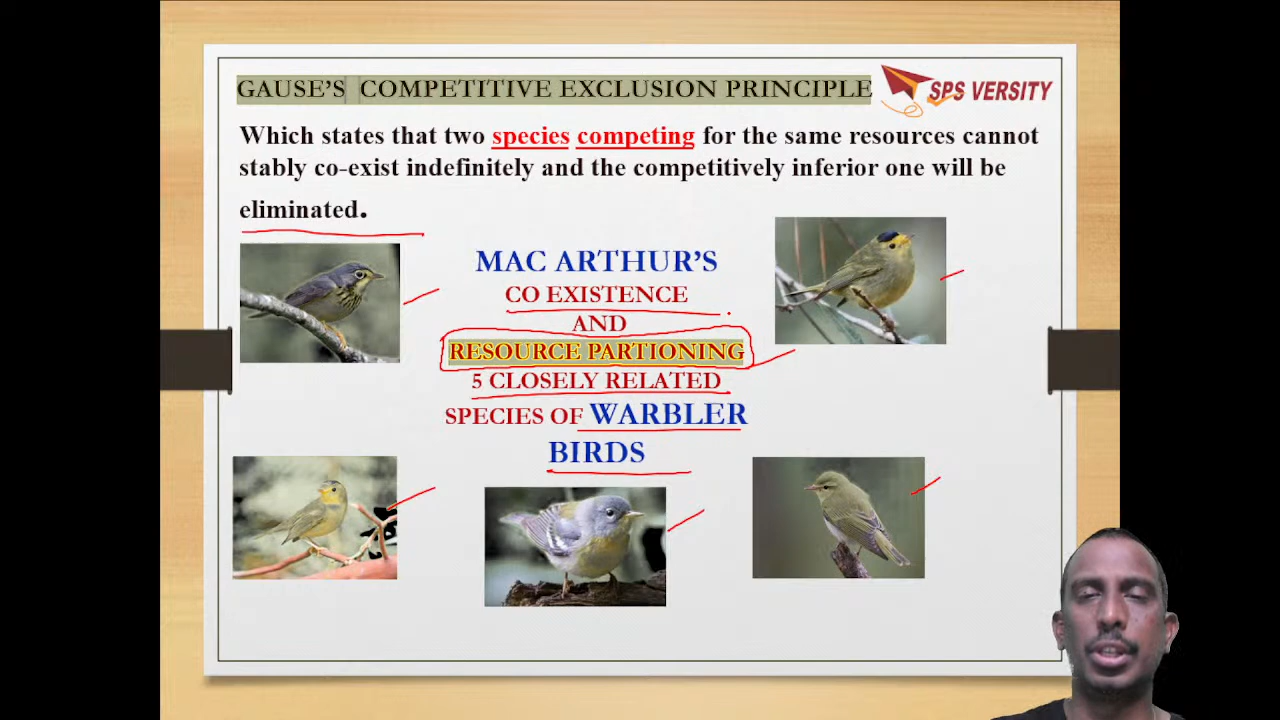 GAUSE'S COMPETITIVE EXCLUSION PRINCIPLE
SPS VERSITY
Which states that two species competing for the same resources cannot
stably co-exist indefinitely and the competitively inferior one will be
eliminated.
MAC ARTHUR'S
CO EXISTENCE
AND
RESOURCE PARTIONING
5 CLOSELY RELATED
SPECIES OF WARBLER
BIRDS